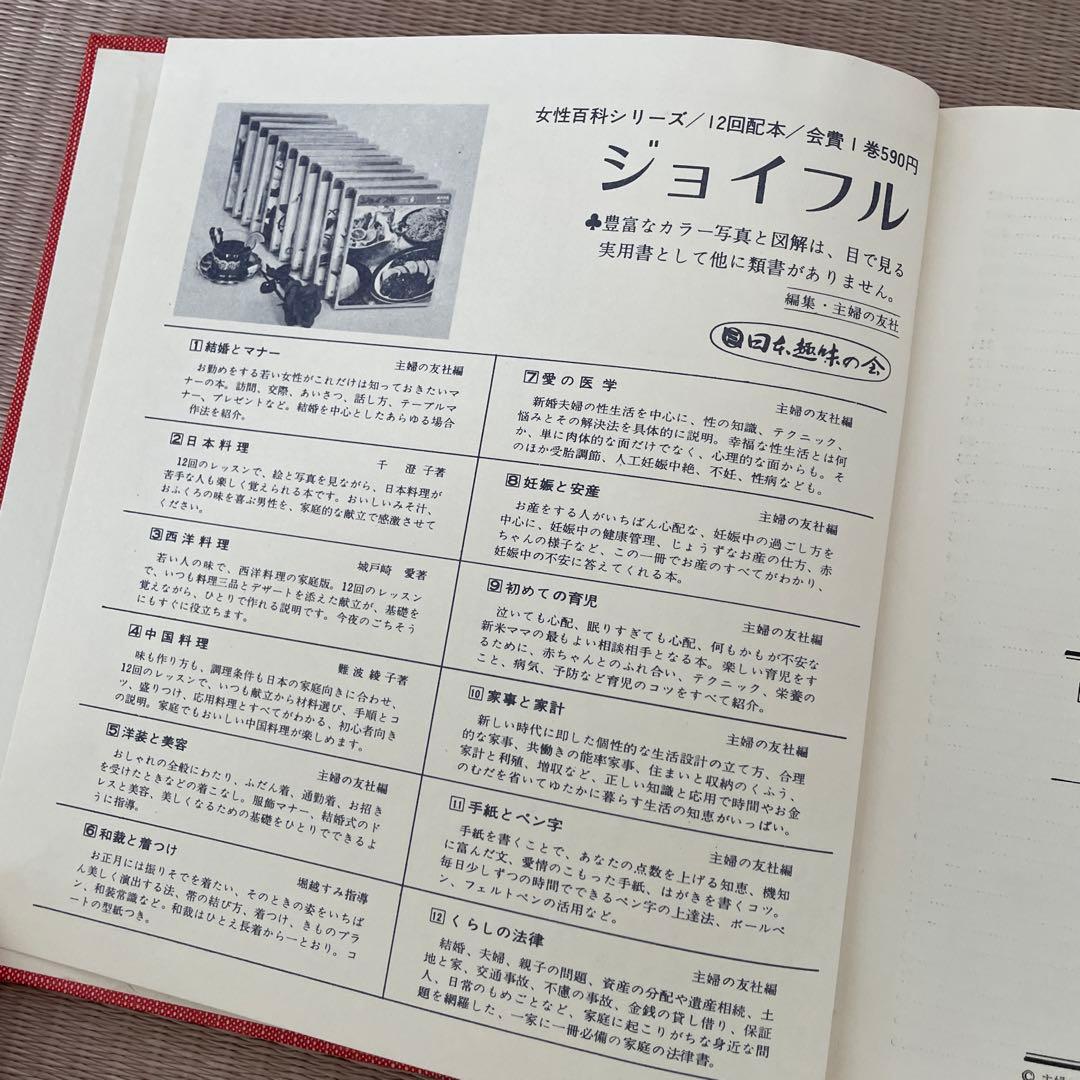 女性百科シリーズ／12回配本／会費1巻590円
ジョイフル
♣豊富なカラー写真と図解は、目で見る
実用書として他に類書がありません。
編集・主婦の友社
日本趣味の会
1 結婚とマナー
主婦の友社編
お勤めをする若い女性がこれだけは知っておきたいマ
ナーの本。訪問、交際、あいさつ、話し方、テーブルマ
ナー、プレゼントなど。結婚を中心としたあらゆる場合
作法を紹介。
2 日本料理
千 澄子著
12回のレッスンで、絵と写真を見ながら、日本料理が
苦手な人も楽しく覚えられる本です。おいしいみそ汁、
おふくろの味を喜ぶ男性を、家庭的な献立で感激させて
ください。
3 西洋料理
城戸崎 愛著
若い人の味で、西洋料理の家庭版。12回のレッスン
で、いつも料理三品とデザートを添えた献立が、基礎を
覚えながら、ひとりで作れる説明です。今夜のごちそう
にもすぐに役立ちます。
4 中国料理
難波綾子著
味も作り方も、調理条件も日本の家庭向きに合わせ、
12回のレッスンで、いつも献立から材料選び、手順とコ
ツ、盛りつけ、応用料理とすべてがわかる、初心者向き
の説明。家庭でもおいしい中国料理が楽しめます。
5 洋装と美容
主婦の友社編
おしゃれの全般にわたり、ふだん着、通勤着、お招き
を受けたときなどの着こなし。服飾マナー、結婚式のド
レスと美容、美しくなるための基礎をひとりでできるよ
うに指導。
6 和裁と着つけ
堀越すみ指導
お正月には振りそでを着たい、そのときの姿をいちば
ん美しく演出する法、帯の結び方、着つけ、きものプラ
ン、和装常識など。和裁はひとえ長着から一とおり。コ
ートの型紙つき。
7 愛の医学
主婦の友社編
新婚夫婦の性生活を中心に、性の知識、テクニック、
悩みとその解決法を具体的に説明。幸福な性生活とは何
か、単に肉体的な面だけでなく、心理的な面からも。そ
のほか受胎調節、人工妊娠中絶、不妊、性病なども。
8 妊娠と安産
主婦の友社編
お産をする人がいちばん心配な、妊娠中の過ごし方を
中心に、妊娠中の健康管理、じょうずなお産の仕方、赤
ちゃんの様子など、この一冊でお産のすべてがわかり、
妊娠中の不安に答えてくれる本。
9 初めての育児
主婦の友社編
泣いても心配、眠りすぎても心配、何もかもが不安な
新米ママの最もよい相談相手となる本。楽しい育児をす
るために、赤ちゃんとのふれ合い、テクニック、栄養の
こと、病気、予防など育児のコツをすべて紹介。
10 家事と家計
主婦の友社編
新しい時代に即した個性的な生活設計の立て方、合理
的な家事、共働きの能率家事、住まいと収納のくふう、
家計と利殖、増収など、正しい知識と応用で時間やお金
のむだを省いてゆたかに暮らす生活の知恵がいっぱい。
11 手紙とペン字
主婦の友社編
手紙を書くことで、あなたの点数を上げる知恵、機知
に富んだ文、愛情のこもった手紙、はがきを書くコツ。
毎日少しずつの時間でできるペン字の上達法、ボールペ
ン、フェルトペンの活用など。
12 くらしの法律
主婦の友社編
結婚、夫婦、親子の問題、資産の分配や遺産相続、土
地と家、交通事故、不慮の事故、金銭の貸し借り、保証
人、日常のもめごとなど、家庭に起こりがちな身近な問
題を網羅した、一家に一冊必備の家庭の法律書。
© 主婦